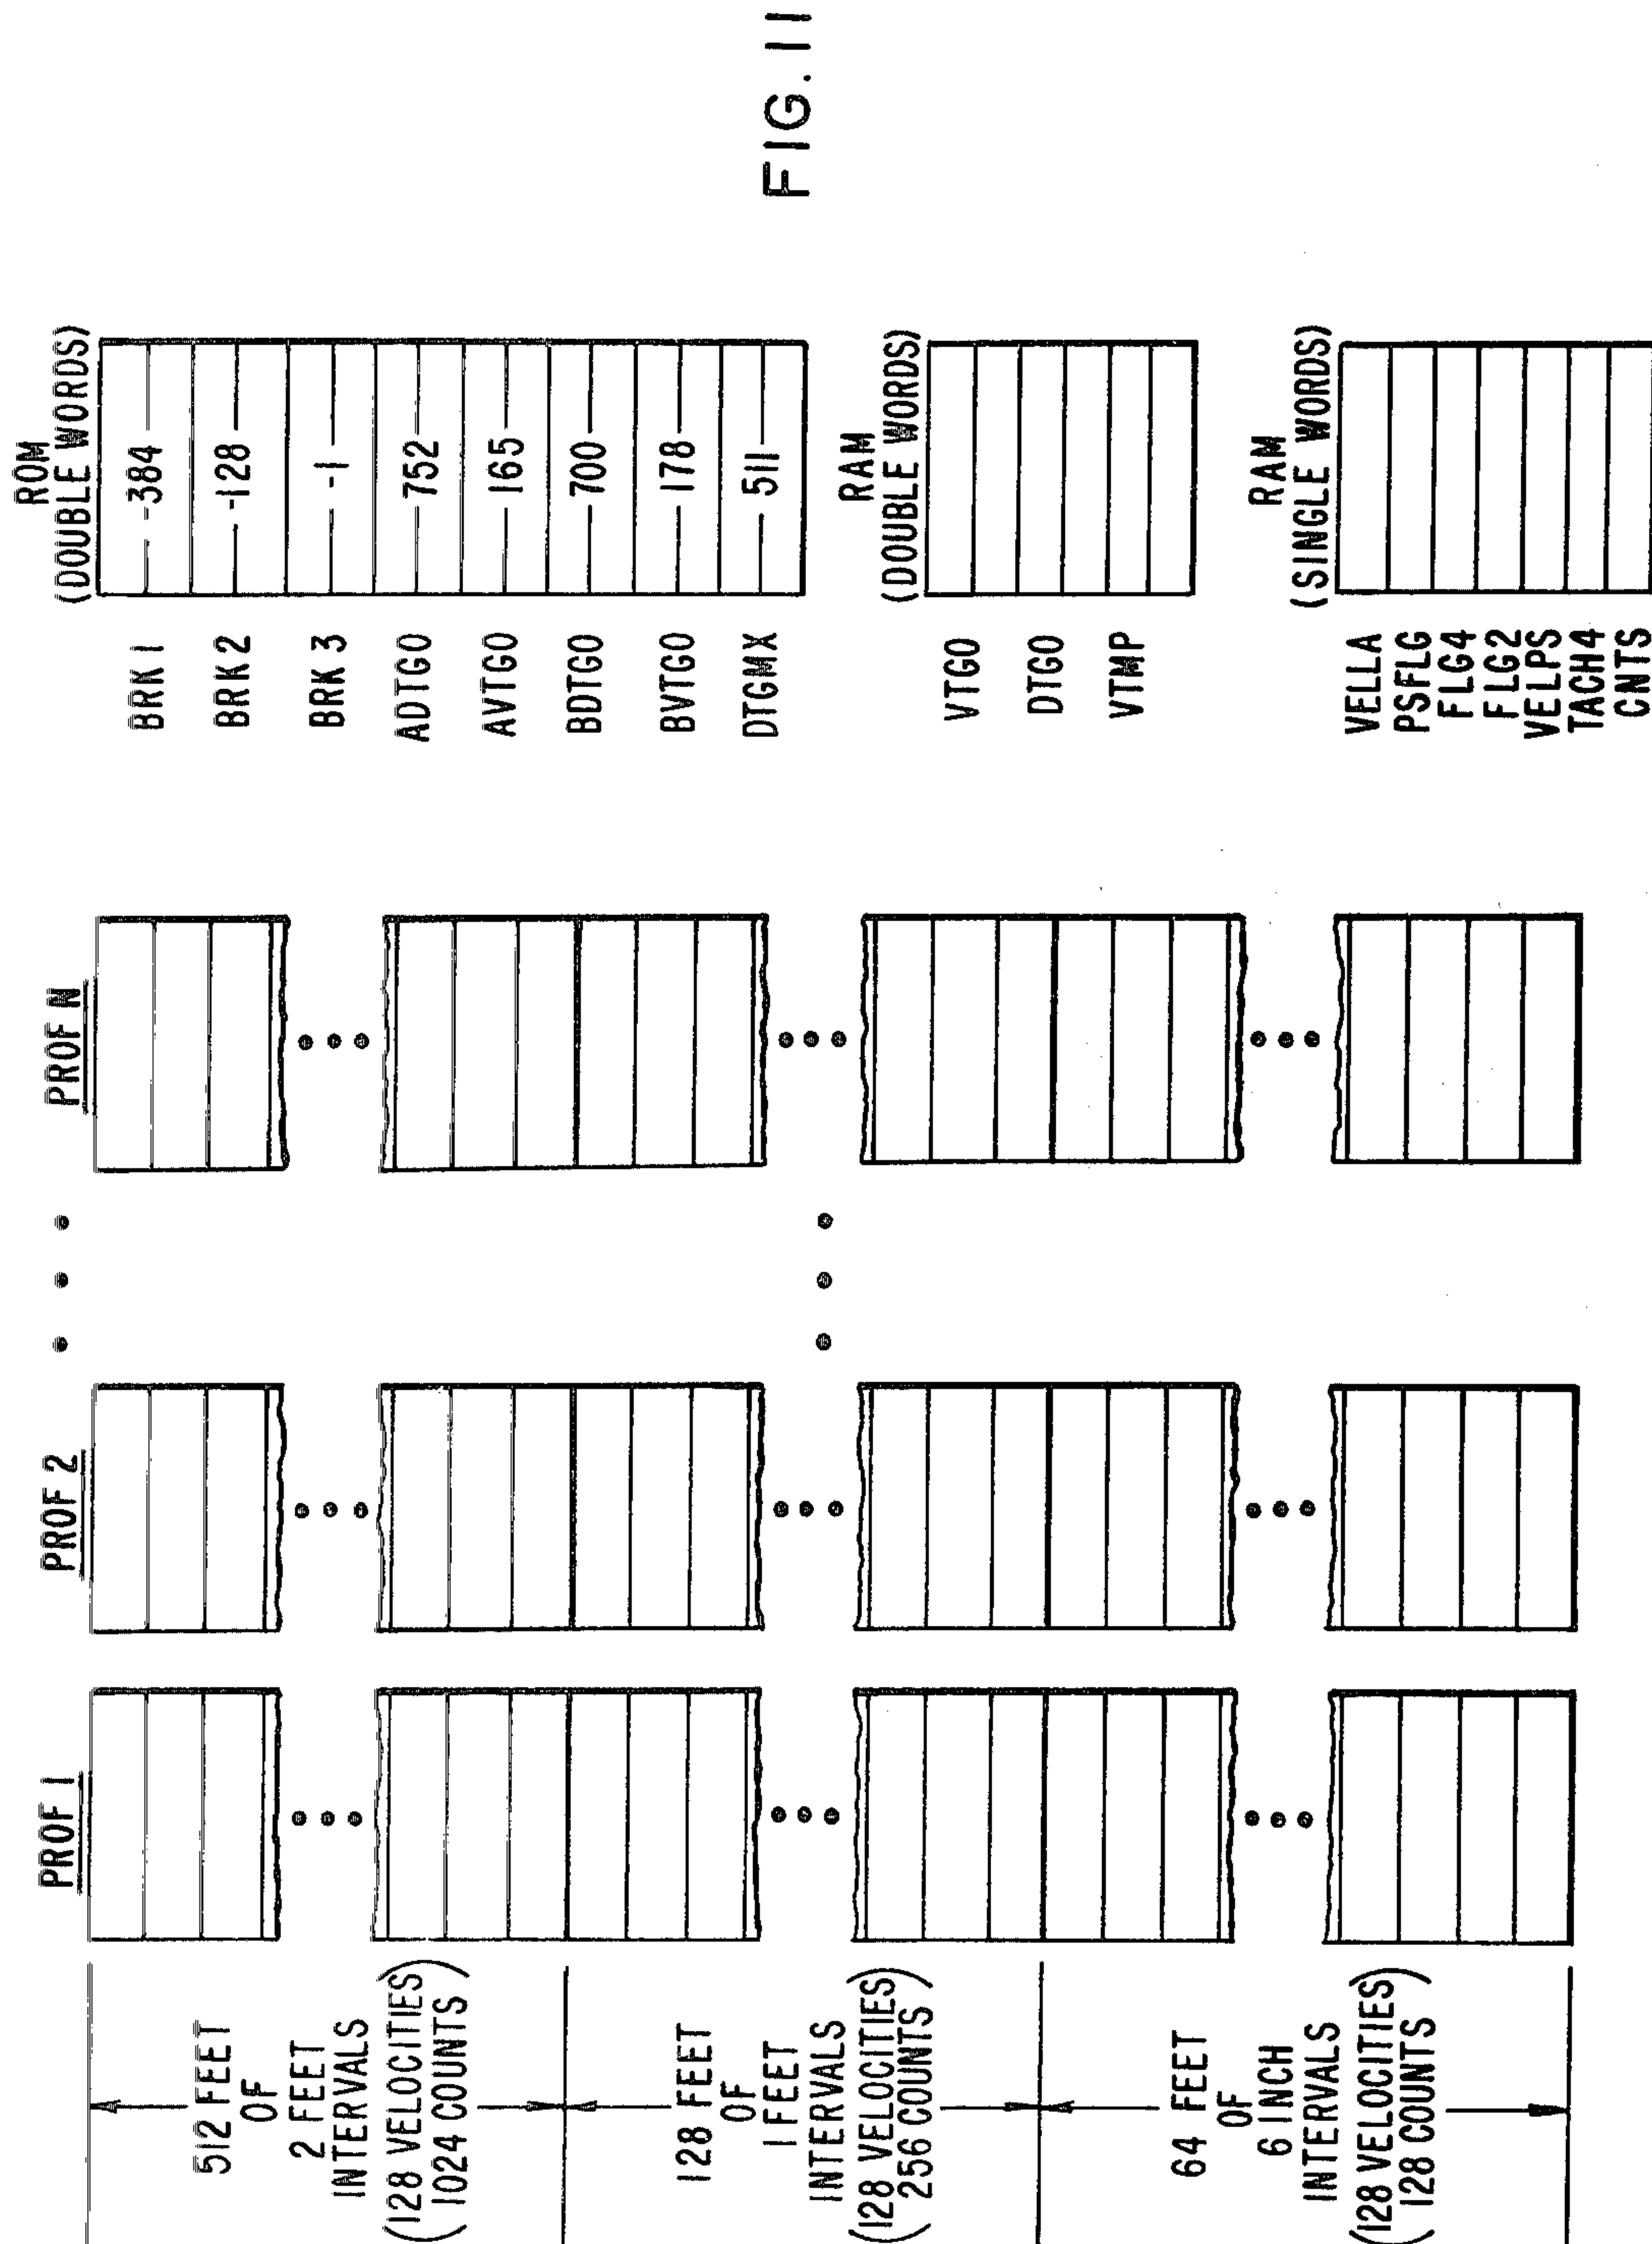 PROF 1
PROF 2
PROF N
512 FEET
OF
2 FEET
INTERVALS
(128 VELOCITIES)
(1024 COUNTS)
128 FEET
OF
1 FEET
INTERVALS
(128 VELOCITIES)
(256 COUNTS)
64 FEET
OF
6 INCH
INTERVALS
(128 VELOCITIES)
(128 COUNTS)
ROM
(DOUBLE WORDS)
BRK 1 -384
BRK 2 -128
BRK 3 -1
ADTGO 752
AVTGO 165
BDTGO 700
BVTGO 178
DTGMX 511
RAM
(DOUBLE WORDS)
VTGO
DTGO
VTMP
RAM
(SINGLE WORDS)
VELLA
PSFLG
FLG4
FLG2
VELPS
TACH4
CNTS
FIG. 11